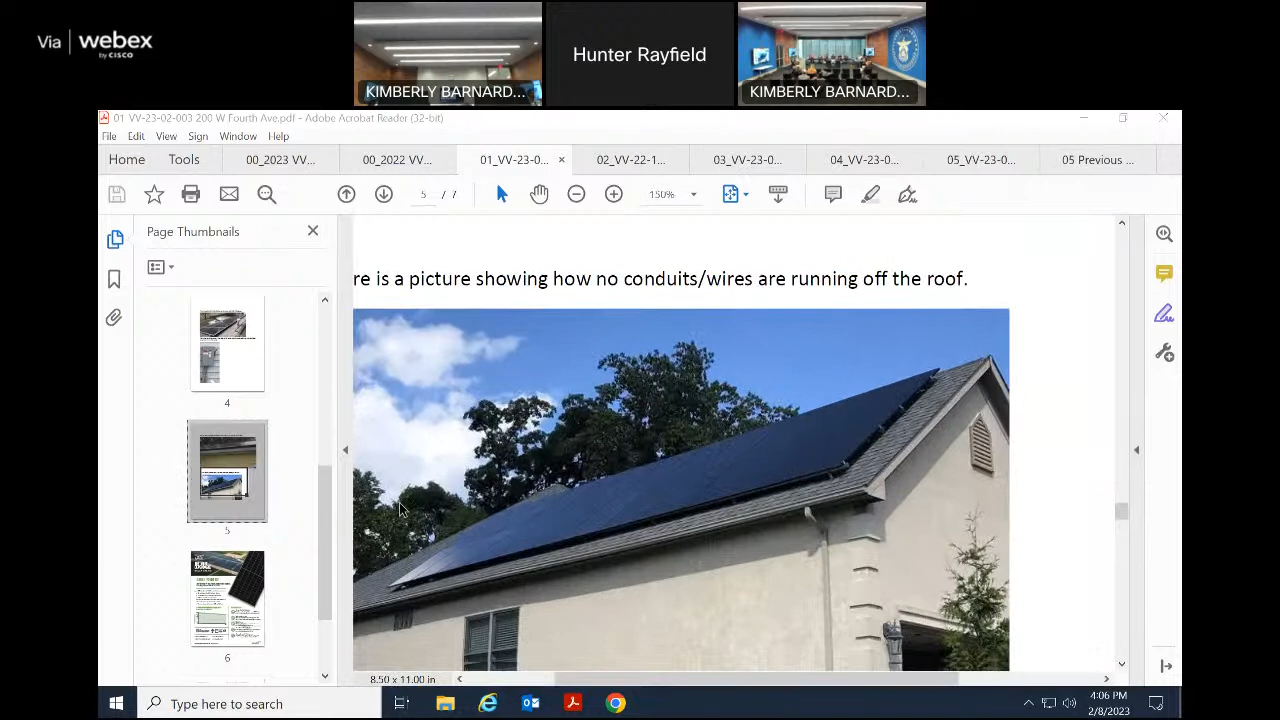 Via webex
by CISCO
KIMBERLY BARNARD...
Hunter Rayfield
KIMBERLY BARNARD...
01 VV-23-02-003 200 W Fourth Ave.pdf - Adobe Acrobat Reader (32-bit)
File Edit View Sign Window Help
Home Tools 00_2023 VV... 00_2022 VV... 01_VV-23-0... × 02_VV-22-1... 03_VV-23-0... 04_VV-23-0... 05_VV-23-0... 05 Previous ...
5 / 7 150%
Page Thumbnails
re is a picture showing how no conduits/wires are running off the roof.
4
5
6
8.50 x 11.00 in
Type here to search
4:06 PM
2/8/2023